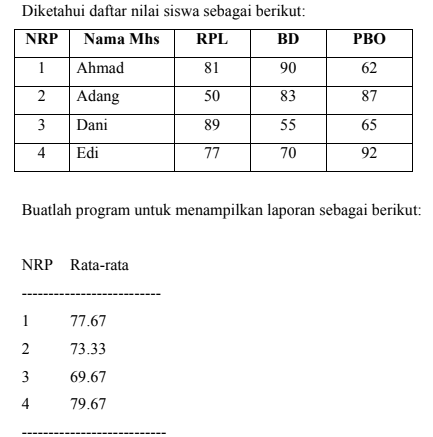 Diketahui daftar nilai siswa sebagai berikut:
NRP Nama Mhs RPL BD PBO
1 Ahmad 81 90 62
2 Adang 50 83 87
3 Dani 89 55 65
4 Edi 77 70 92
Buatlah program untuk menampilkan laporan sebagai berikut:
NRP Rata-rata
--------------------------
1 77.67
2 73.33
3 69.67
4 79.67
---------------------------